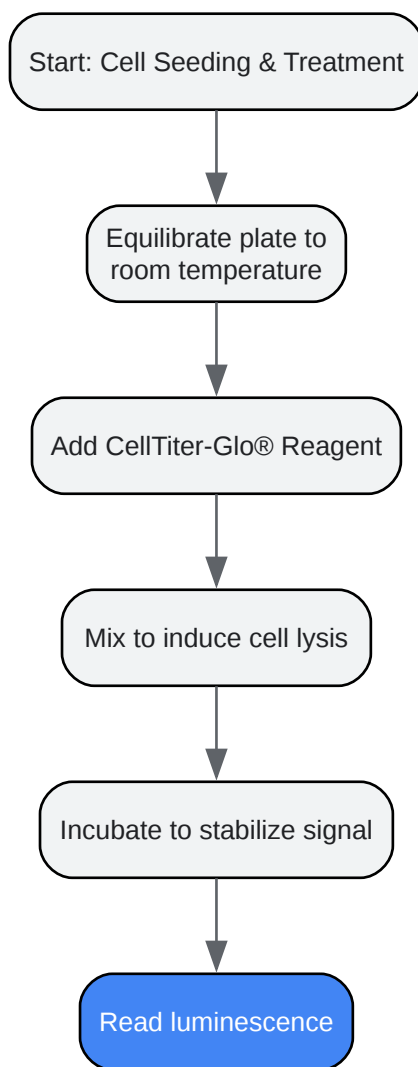 Start: Cell Seeding & Treatment
Equilibrate plate to
room temperature
Add CellTiter-Glo® Reagent
Mix to induce cell lysis
Incubate to stabilize signal
Read luminescence